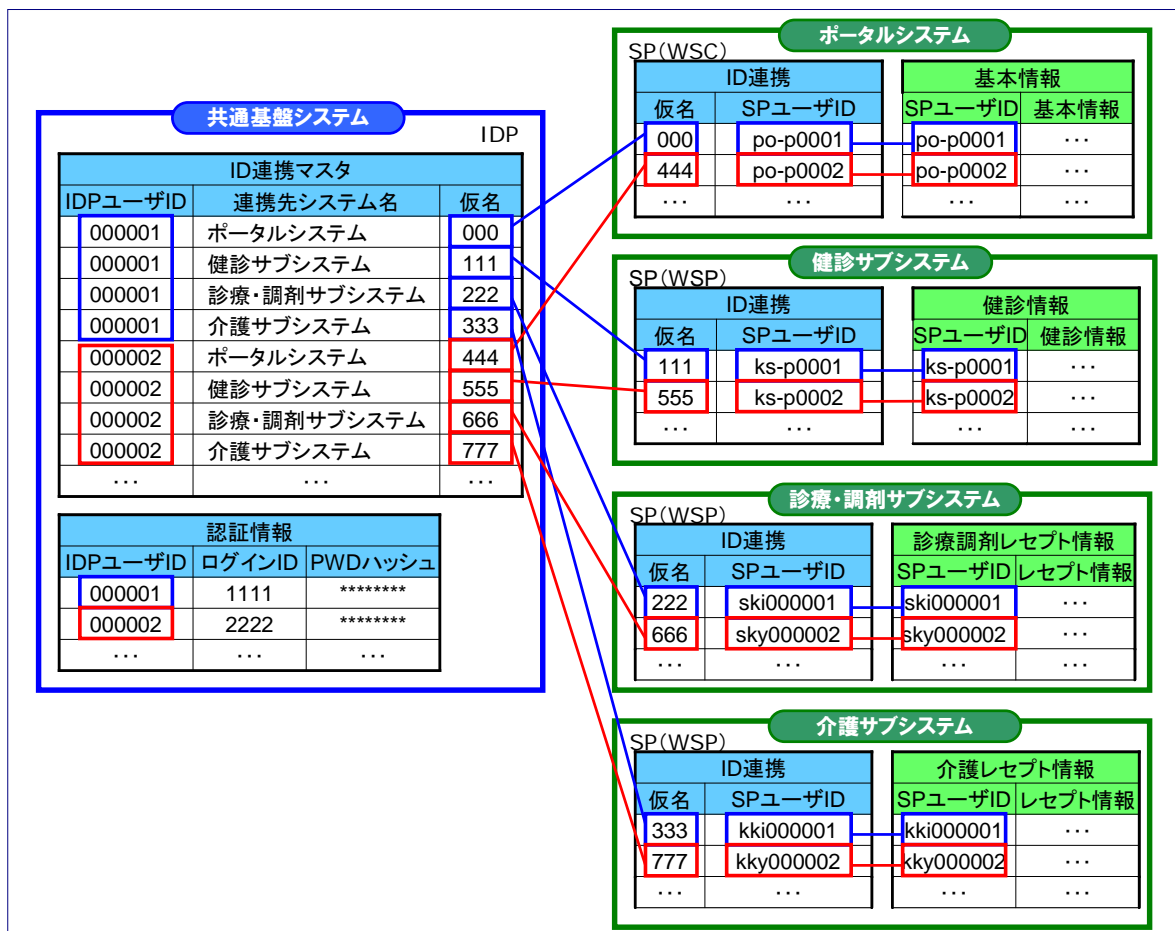 共通基盤システム
IDP
ID連携マスタ
IDPユーザID 連携先システム名 仮名
000001 ポータルシステム 000
000001 健診サブシステム 111
000001 診療・調剤サブシステム 222
000001 介護サブシステム 333
000002 ポータルシステム 444
000002 健診サブシステム 555
000002 診療・調剤サブシステム 666
000002 介護サブシステム 777
… … …
認証情報
IDPユーザID ログインID PWDハッシュ
000001 1111 ********
000002 2222 ********
… … …
ポータルシステム
SP(WSC)
ID連携 基本情報
仮名 SPユーザID SPユーザID 基本情報
000 po-p0001 po-p0001 …
444 po-p0002 po-p0002 …
… … … …
健診サブシステム
SP(WSP)
ID連携 健診情報
仮名 SPユーザID SPユーザID 健診情報
111 ks-p0001 ks-p0001 …
555 ks-p0002 ks-p0002 …
… … … …
診療・調剤サブシステム
SP(WSP)
ID連携 診療調剤レセプト情報
仮名 SPユーザID SPユーザID レセプト情報
222 ski000001 ski000001 …
666 sky000002 sky000002 …
… … … …
介護サブシステム
SP(WSP)
ID連携 介護レセプト情報
仮名 SPユーザID SPユーザID レセプト情報
333 kki000001 kki000001 …
777 kky000002 kky000002 …
… … … …